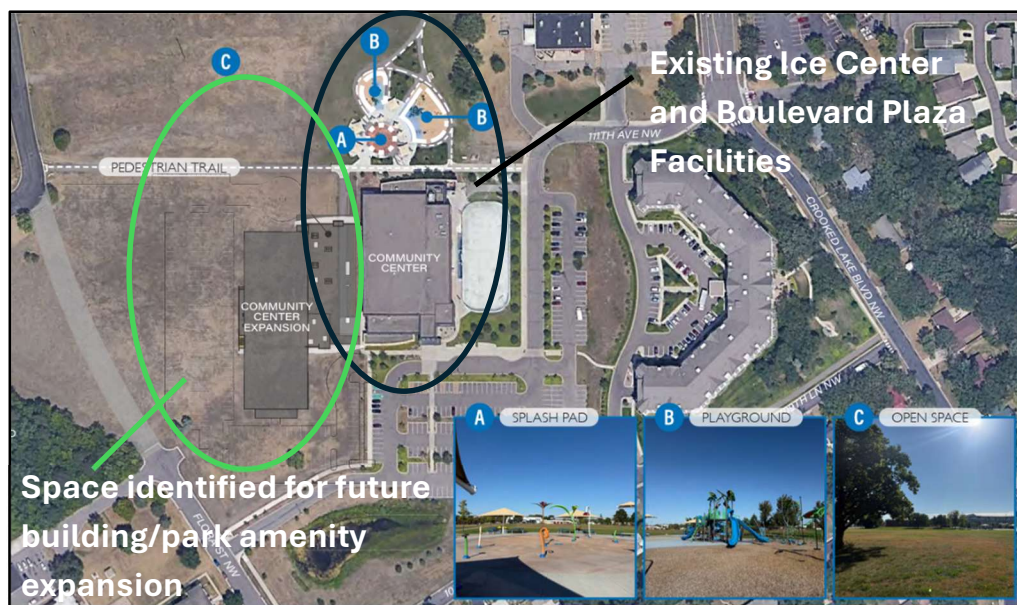 B
C
B
A
Existing Ice Center
and Boulevard Plaza
Facilities
111TH AVE NW
PEDESTRIAN TRAIL
CROOKED LAKE BLVD NW
COMMUNITY
CENTER
COMMUNITY
CENTER
EXPANSION
Space identified for future
building/park amenity
expansion
A SPLASH PAD
B PLAYGROUND
C OPEN SPACE